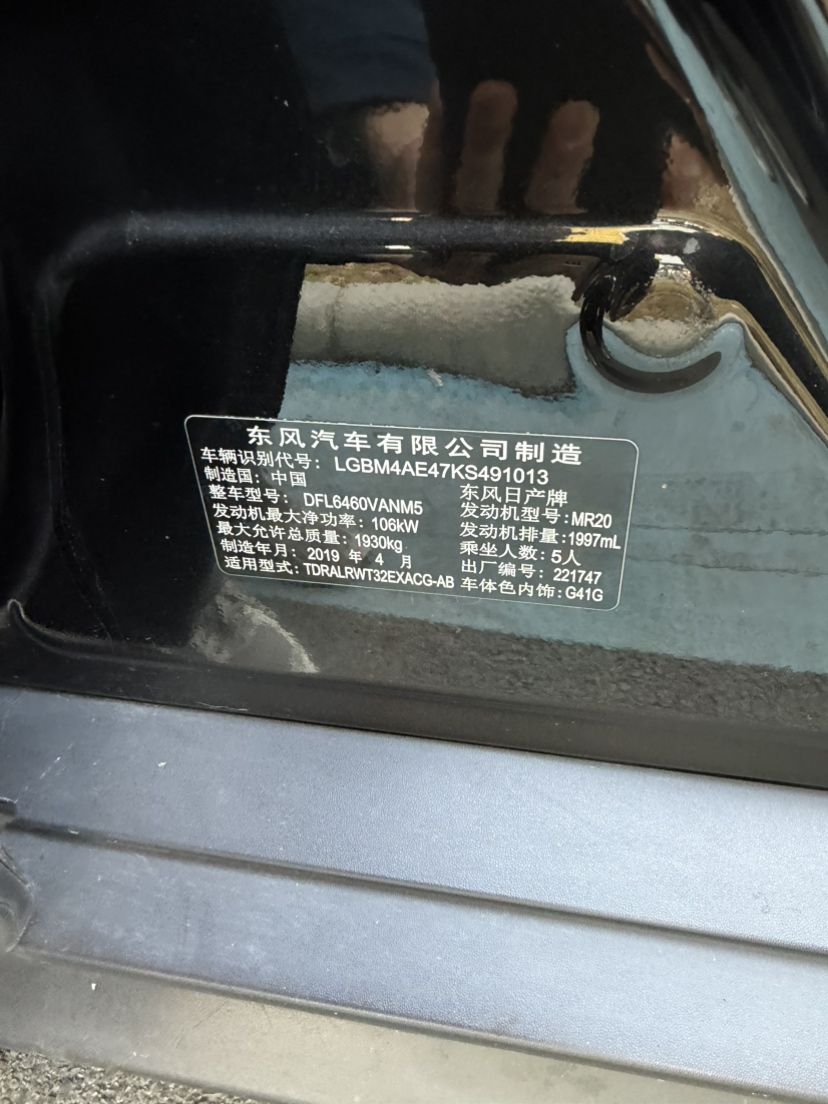 东风汽车有限公司制造
车辆识别代号: LGBM4AE47KS491013
制造国: 中国 东风日产牌
整车型号: DFL6460VANM5 发动机型号: MR20
发动机最大净功率: 106kW 发动机排量: 1997mL
最大允许总质量: 1930kg 乘坐人数: 5人
制造年月: 2019 年 4 月 出厂编号: 221747
适用型式: TDRALRWT32EXACG-AB 车体色内饰: G41G